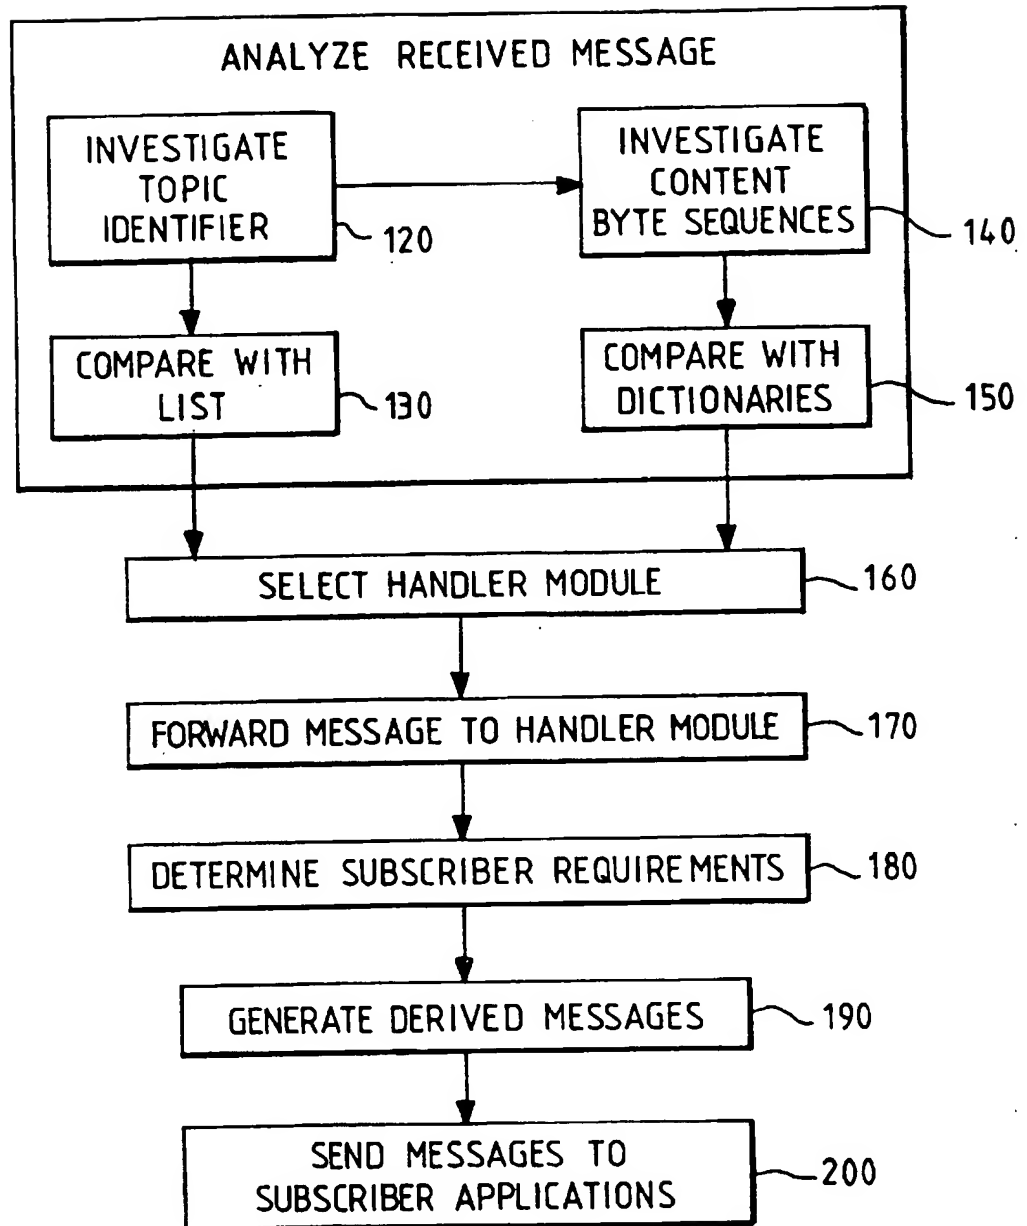 ANALYZE RECEIVED MESSAGE
INVESTIGATE
TOPIC
IDENTIFIER
120
INVESTIGATE
CONTENT
BYTE SEQUENCES
140
COMPARE WITH
LIST
130
COMPARE WITH
DICTIONARIES
150
SELECT HANDLER MODULE
160
FORWARD MESSAGE TO HANDLER MODULE
170
DETERMINE SUBSCRIBER REQUIREMENTS
180
GENERATE DERIVED MESSAGES
190
SEND MESSAGES TO
SUBSCRIBER APPLICATIONS
200